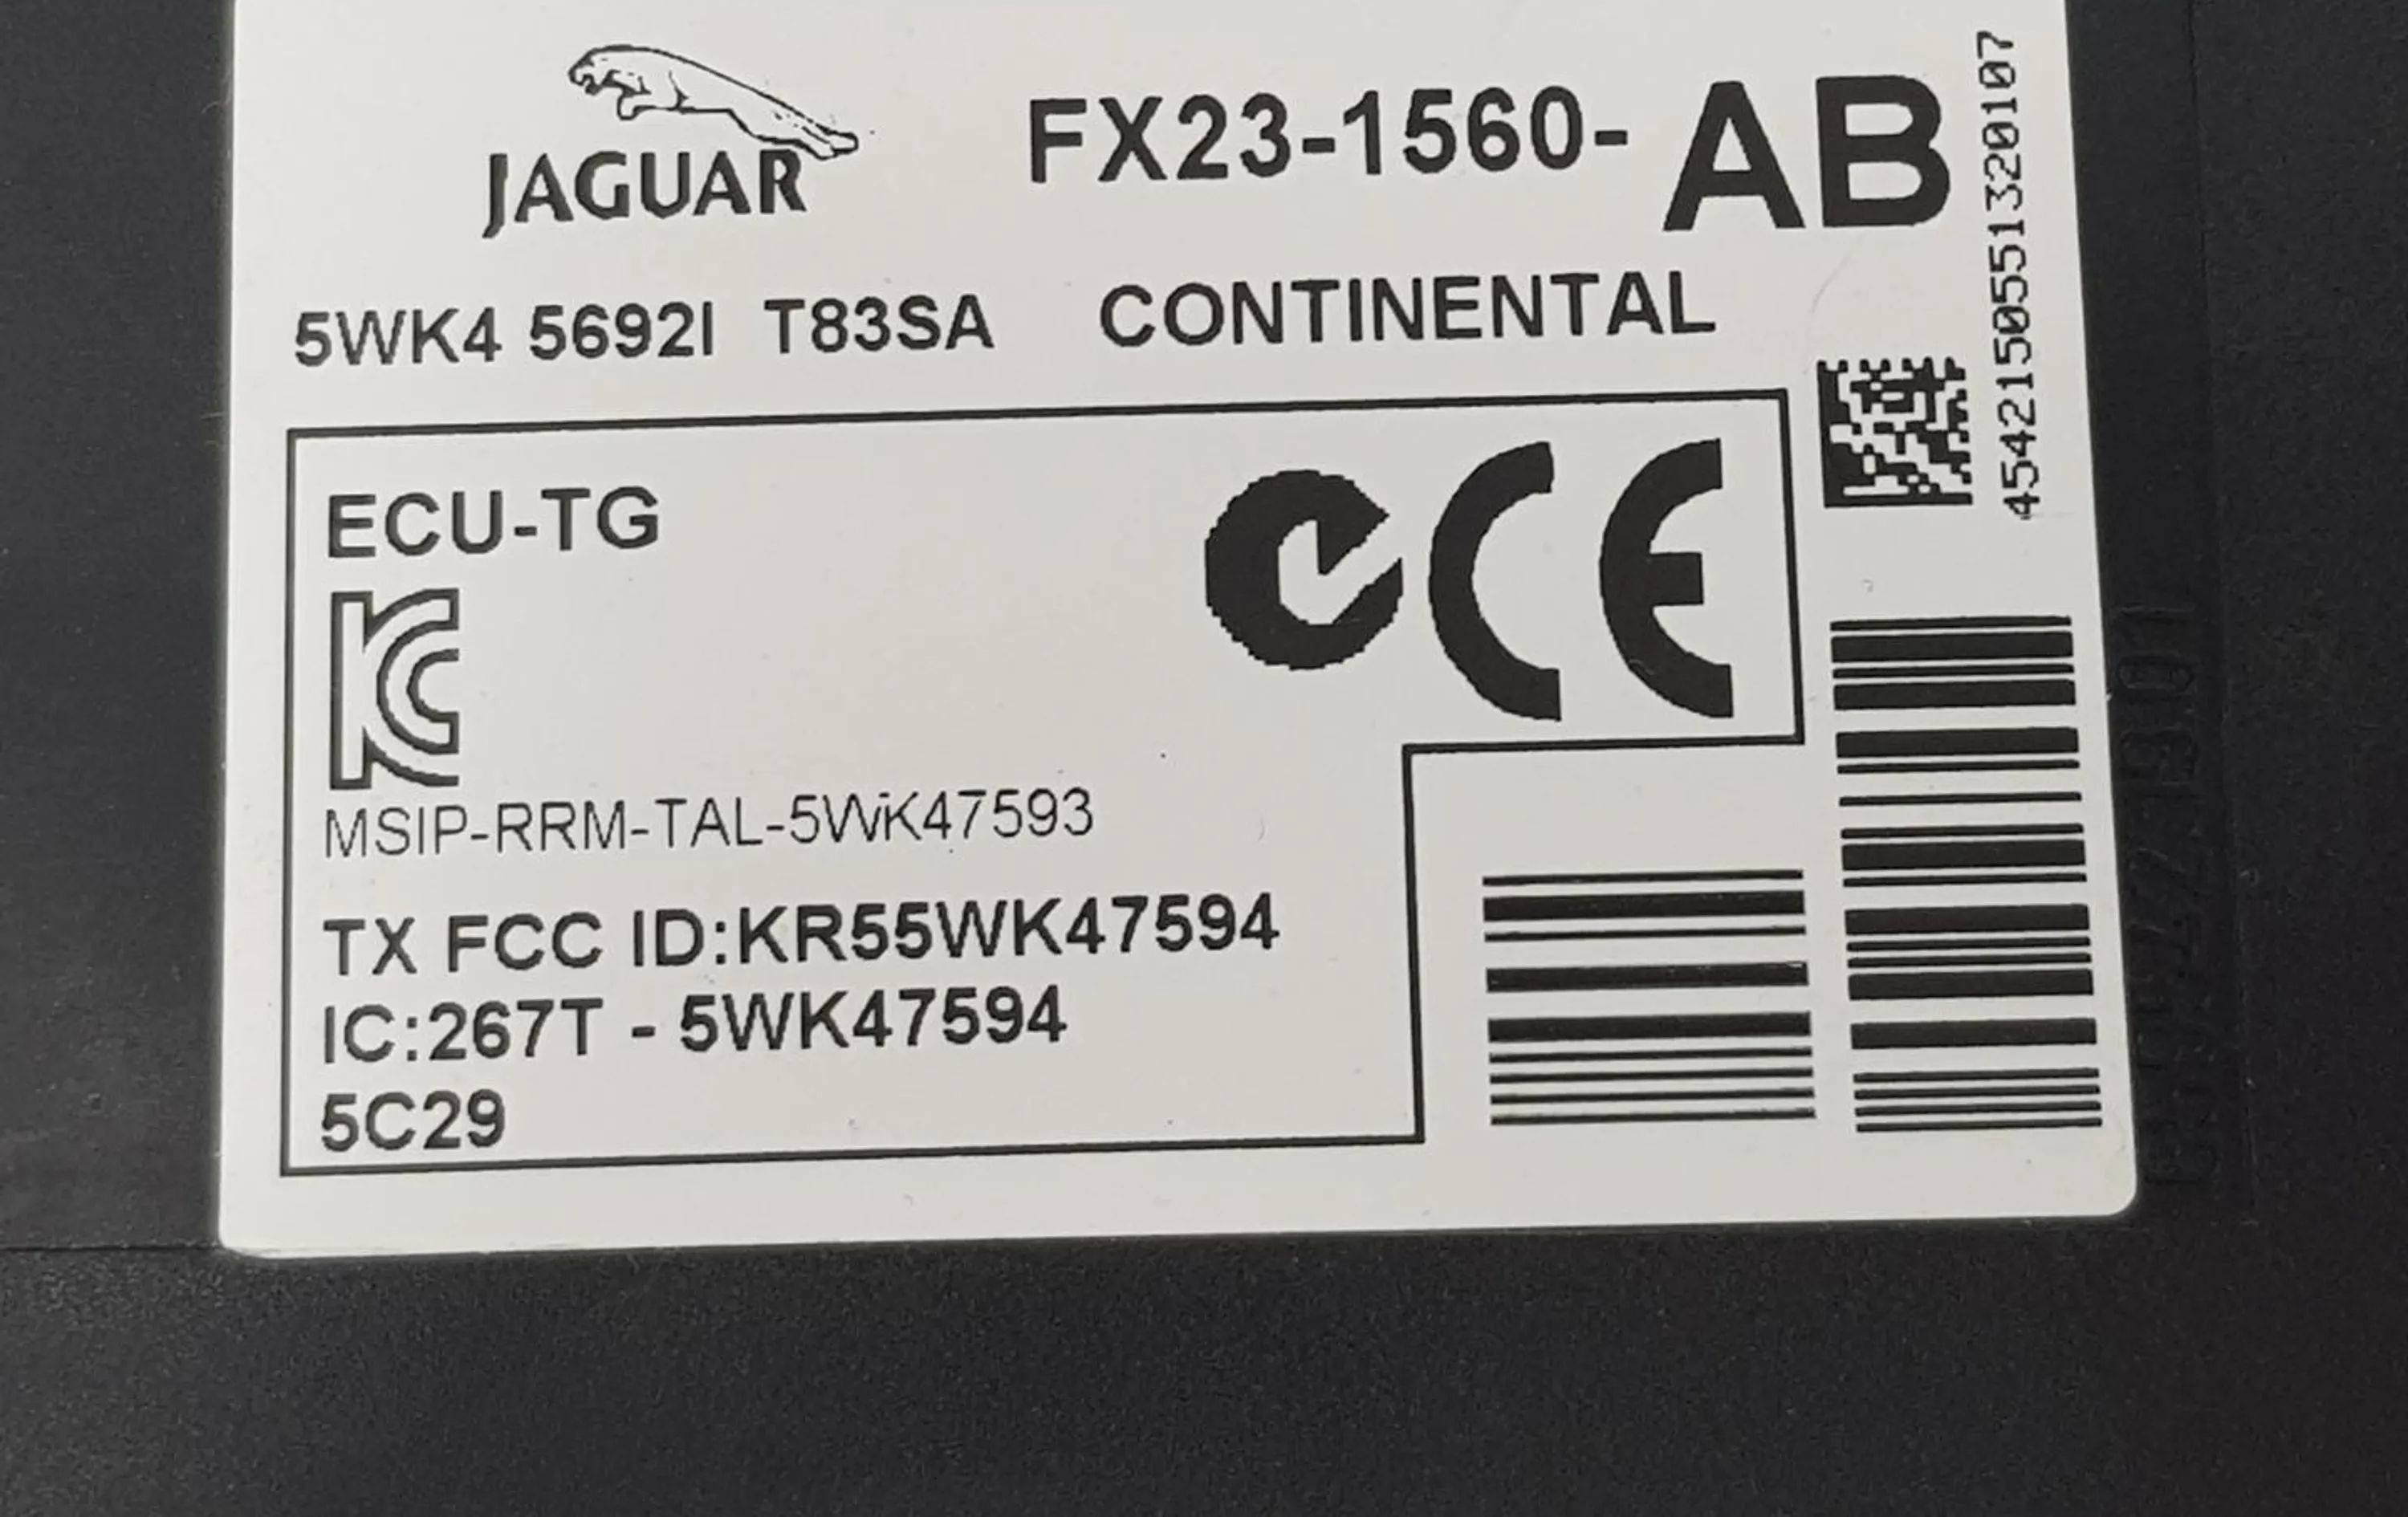 JAGUAR
FX23-1560-AB
5WK4 5692I T83SA CONTINENTAL
4542150551320107
ECU-TG
MSIP-RRM-TAL-5WK47593
TX FCC ID:KR55WK47594
IC:267T - 5WK47594
5C29